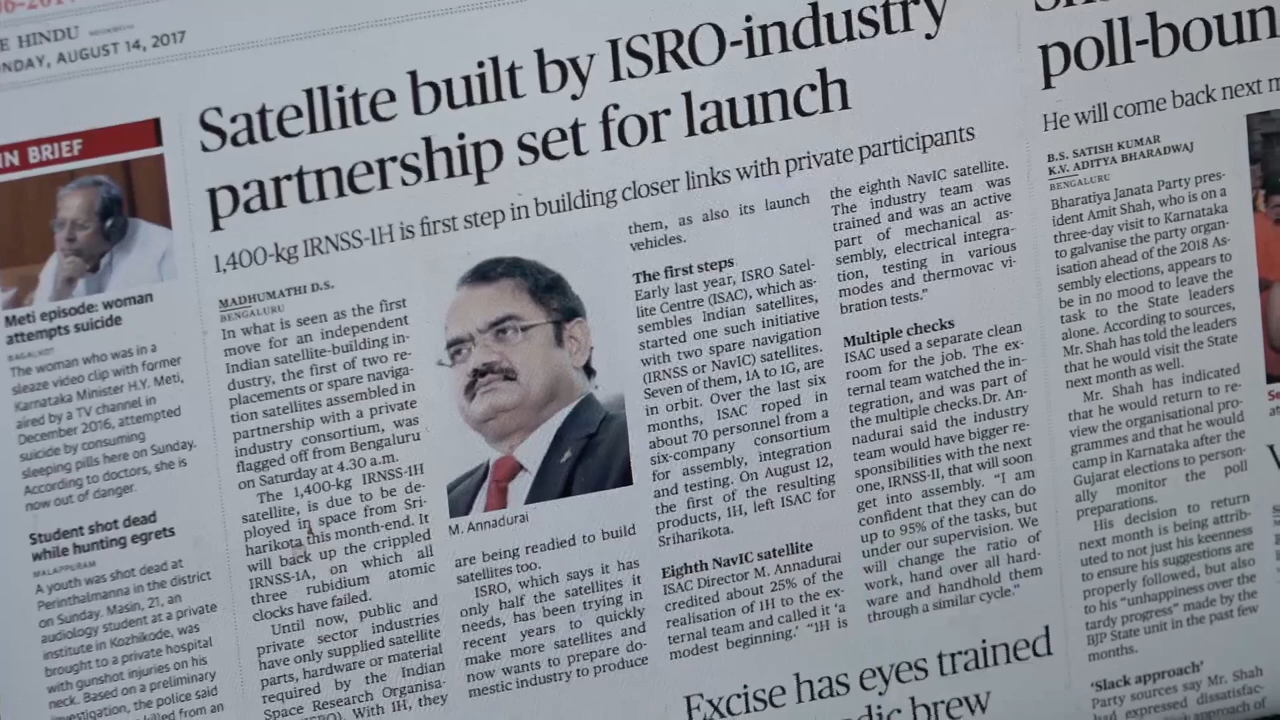 E HINDU
NDAY, AUGUST 14, 2017
IN BRIEF
Meti episode: woman
attempts suicide
BAGALKOT
The woman who was in a
sleaze video clip with former
Karnataka Minister H.Y. Meti,
aired by a TV channel in
December 2016, attempted
suicide by consuming
sleeping pills here on Sunday.
According to doctors, she is
now out of danger.
Student shot dead
while hunting egrets
MALAPPURAM
A youth was shot dead at
Perinthalmanna in the district
on Sunday. Masin, 21, an
audiology student at a private
institute in Kozhikode, was
brought to a private hospital
with gunshot injuries on his
neck. Based on a preliminary
investigation, the police said
killed from an
Satellite built by ISRO-industry
partnership set for launch
1,400-kg IRNSS-1H is first step in building closer links with private participants
MADHUMATHI D.S.
BENGALURU
In what is seen as the first
move for an independent
Indian satellite-building in-
dustry, the first of two re-
placements or spare naviga-
tion satellites assembled in
partnership with a private
industry consortium, was
flagged off from Bengaluru
on Saturday at 4.30 a.m.
The 1,400-kg IRNSS-1H
satellite, is due to be de-
ployed in space from Sri-
harikota this month-end. It
will back up the crippled
IRNSS-1A, on which all
three rubidium atomic
clocks have failed.
Until now, public and
private sector industries
have only supplied satellite
parts, hardware or material
required by the Indian
Space Research Organisa-
With 1H, they
M. Annadurai
are being readied to build
satellites too.
ISRO, which says it has
only half the satellites it
needs, has been trying in
recent years to quickly
make more satellites and
now wants to prepare do-
mestic industry to produce
them, as also its launch
vehicles.
The first steps
Early last year, ISRO Satel-
lite Centre (ISAC), which as-
sembles Indian satellites,
started one such initiative
with two spare navigation
(IRNSS or NavIC) satellites.
Seven of them, 1A to 1G, are
in orbit. Over the last six
months, ISAC roped in
about 70 personnel from a
six-company consortium
for assembly, integration
and testing. On August 12,
the first of the resulting
products, 1H, left ISAC for
Sriharikota.
Eighth NavIC satellite
ISAC Director M. Annadurai
credited about 25% of the
realisation of 1H to the ex-
ternal team and called it ‘a
modest beginning.’ “1H is
the eighth NavIC satellite.
The industry team was
trained and was an active
part of mechanical as-
sembly, electrical integra-
tion, testing in various
modes and thermovac vi-
bration tests.”
Multiple checks
ISAC used a separate clean
room for the job. The ex-
ternal team watched the in-
tegration, and was part of
the multiple checks.Dr. An-
nadurai said the industry
team would have bigger re-
sponsibilities with the next
one, IRNSS-1I, that will soon
get into assembly. “I am
confident that they can do
up to 95% of the tasks, but
under our supervision. We
will change the ratio of
work, hand over all hard-
ware and handhold them
through a similar cycle.”
Excise has eyes trained
brew
poll-boun
He will come back next
B.S. SATISH KUMAR
K.V. ADITYA BHARADWAJ
BENGALURU
Bharatiya Janata Party pres-
ident Amit Shah, who is on a
three-day visit to Karnataka
to galvanise the party organ-
isation ahead of the 2018 As-
sembly elections, appears to
be in no mood to leave the
task to the State leaders
alone. According to sources,
Mr. Shah has told the leaders
that he would visit the State
next month as well.
Mr. Shah has indicated
that he would return to re-
view the organisational pro-
grammes and that he would
camp in Karnataka after the
Gujarat elections to person-
ally monitor the poll
preparations.
His decision to return
next month is being attrib-
uted to not just his keenness
to ensure his suggestions are
properly followed, but also
to his “unhappiness over the
tardy progress” made by the
BJP State unit in the past few
months.
‘Slack approach’
Party sources say Mr. Shah
had expressed dissatisfac-
approach of